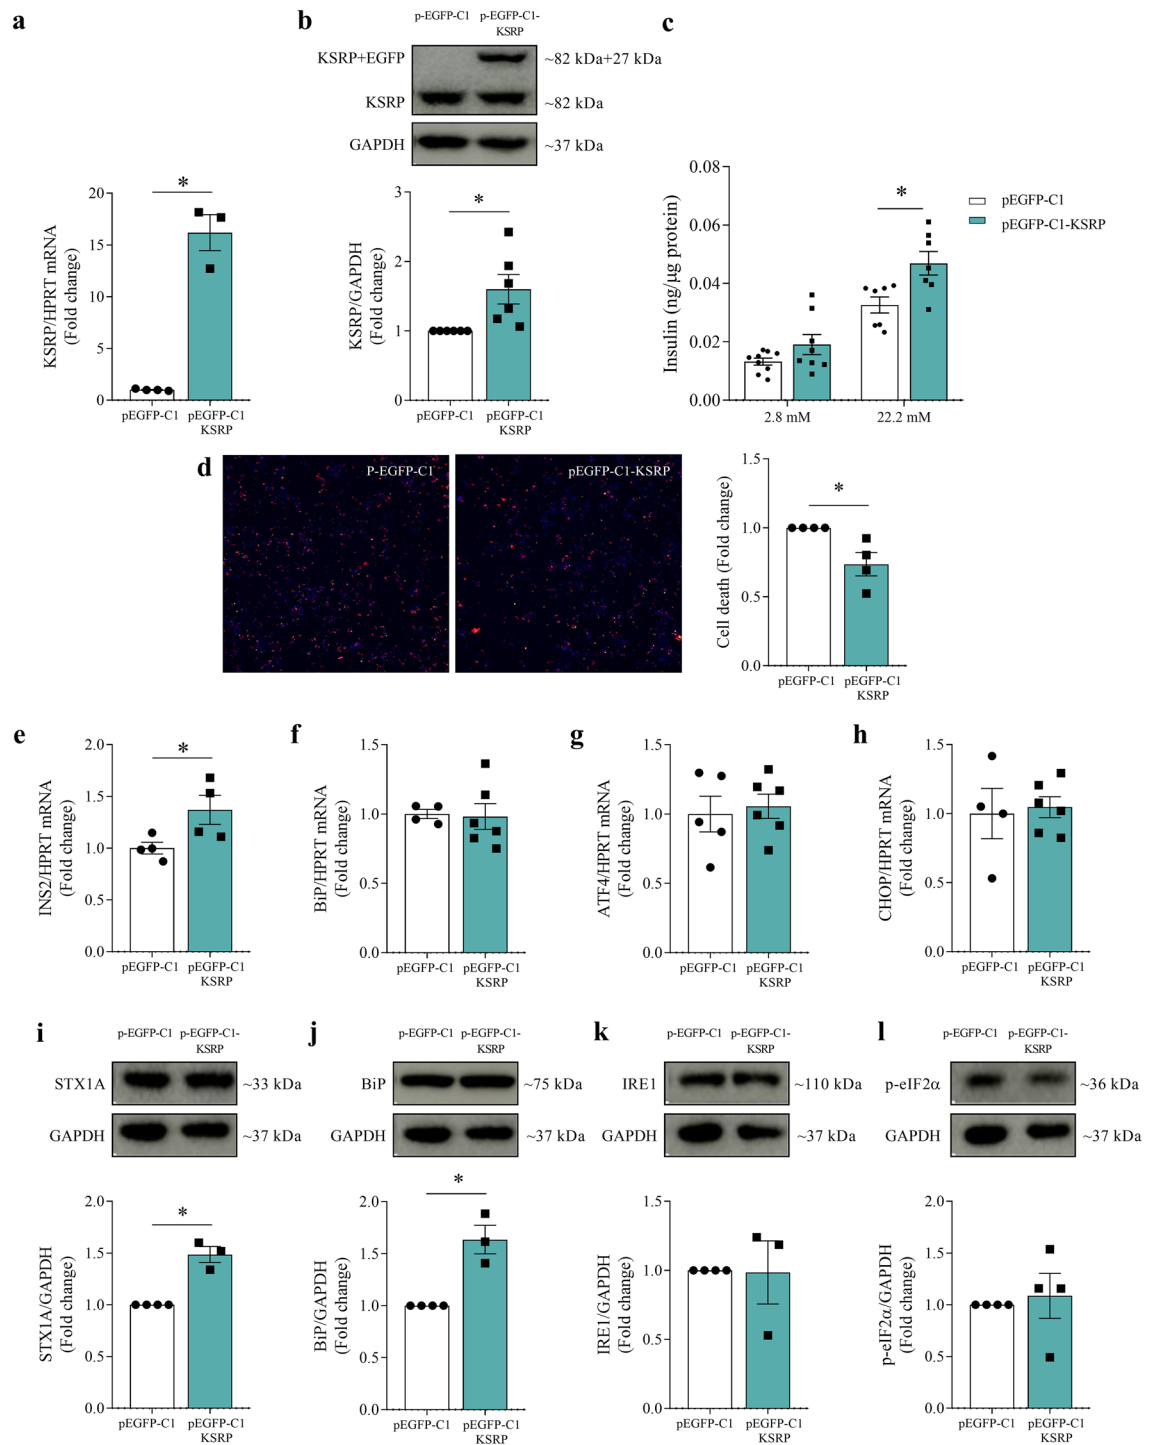 a
KSRP/HPRT mRNA
(Fold change)
20
15
10
5
0
*
pEGFP-C1
pEGFP-C1
KSRP
b
p-EGFP-C1
p-EGFP-C1-
KSRP
KSRP+EGFP
~82 kDa+27 kDa
KSRP
~82 kDa
GAPDH
~37 kDa
KSRP/GAPDH
(Fold change)
3
2
1
0
*
pEGFP-C1
pEGFP-C1
KSRP
c
Insulin (ng/µg protein)
0.08
0.06
0.04
0.02
0.00
*
2.8 mM
22.2 mM
pEGFP-C1
pEGFP-C1-KSRP
d
P-EGFP-C1
pEGFP-C1-KSRP
Cell death (Fold change)
1.5
1.0
0.5
0.0
*
pEGFP-C1
pEGFP-C1
KSRP
e
INS2/HPRT mRNA
(Fold change)
2.0
1.5
1.0
0.5
0.0
*
pEGFP-C1
pEGFP-C1
KSRP
f
BiP/HPRT mRNA
(Fold change)
1.5
1.0
0.5
0.0
pEGFP-C1
pEGFP-C1
KSRP
g
ATF4/HPRT mRNA
(Fold change)
1.5
1.0
0.5
0.0
pEGFP-C1
pEGFP-C1
KSRP
h
CHOP/HPRT mRNA
(Fold change)
1.5
1.0
0.5
0.0
pEGFP-C1
pEGFP-C1
KSRP
i
p-EGFP-C1
p-EGFP-C1-
KSRP
STX1A
~33 kDa
GAPDH
~37 kDa
STX1A/GAPDH
(Fold change)
2.0
1.5
1.0
0.5
0.0
*
pEGFP-C1
pEGFP-C1
KSRP
j
p-EGFP-C1
p-EGFP-C1-
KSRP
BiP
~75 kDa
GAPDH
~37 kDa
BiP/GAPDH
(Fold change)
2.0
1.5
1.0
0.5
0.0
*
pEGFP-C1
pEGFP-C1
KSRP
k
p-EGFP-C1
p-EGFP-C1-
KSRP
IRE1
~110 kDa
GAPDH
~37 kDa
IRE1/GAPDH
(Fold change)
1.5
1.0
0.5
0.0
pEGFP-C1
pEGFP-C1
KSRP
l
p-EGFP-C1
p-EGFP-C1-
KSRP
p-eIF2α
~36 kDa
GAPDH
~37 kDa
p-eIF2α/GAPDH
(Fold change)
2.0
1.5
1.0
0.5
0.0
pEGFP-C1
pEGFP-C1
KSRP